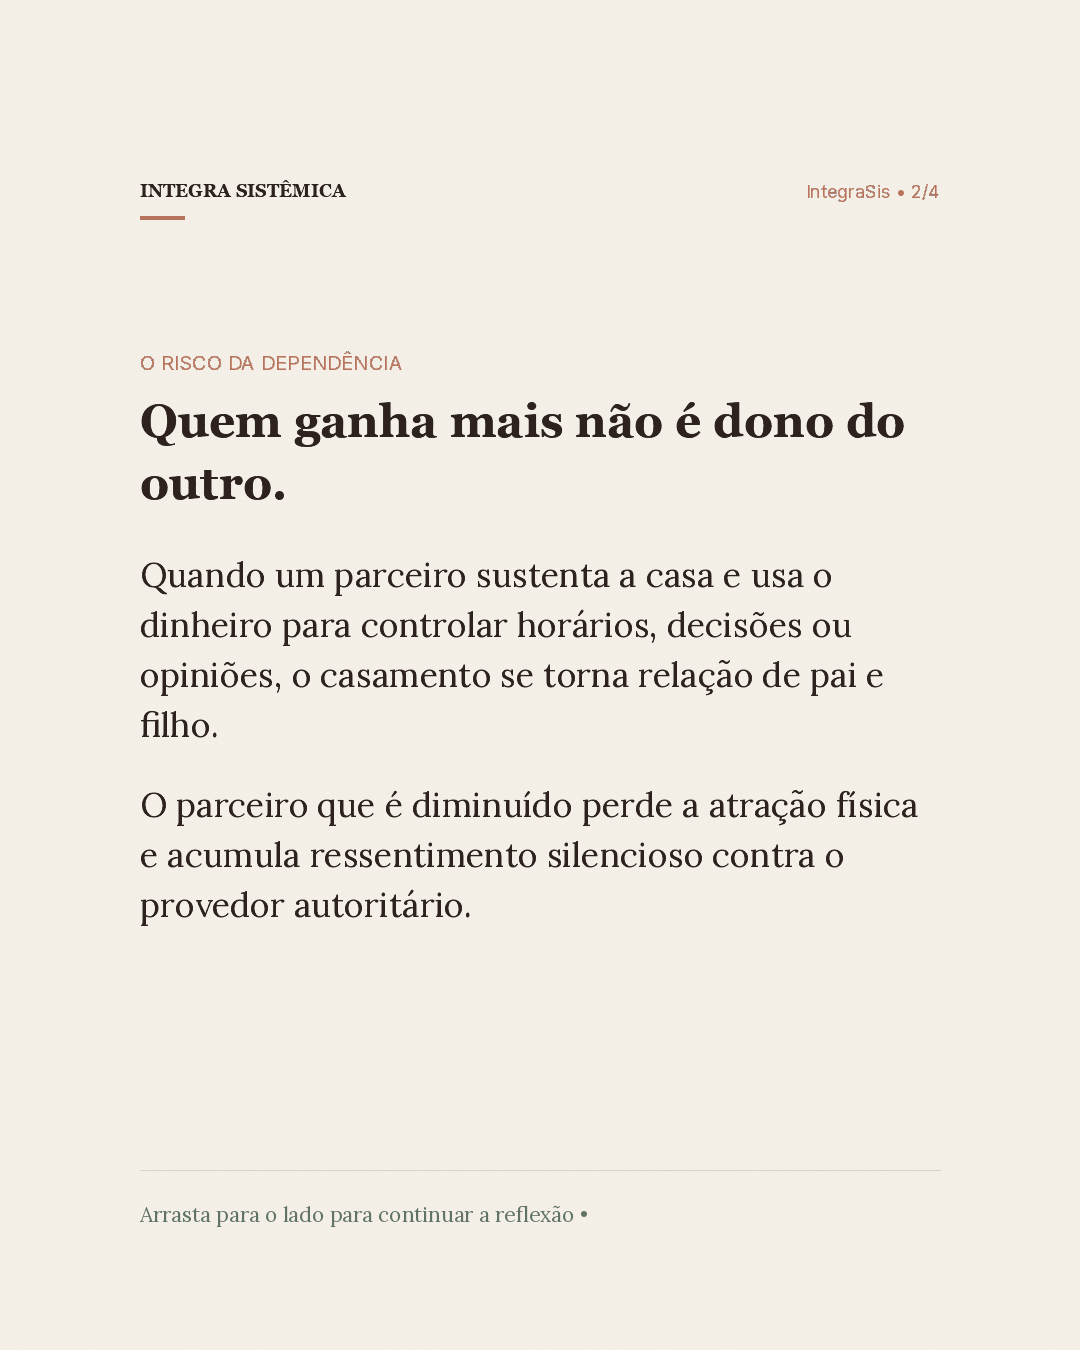 INTEGRA SISTÊMICA
IntegraSis • 2/4
O RISCO DA DEPENDÊNCIA
Quem ganha mais não é dono do
outro.
Quando um parceiro sustenta a casa e usa o
dinheiro para controlar horários, decisões ou
opiniões, o casamento se torna relação de pai e
filho.
O parceiro que é diminuído perde a atração física
e acumula ressentimento silencioso contra o
provedor autoritário.
Arrasta para o lado para continuar a reflexão •